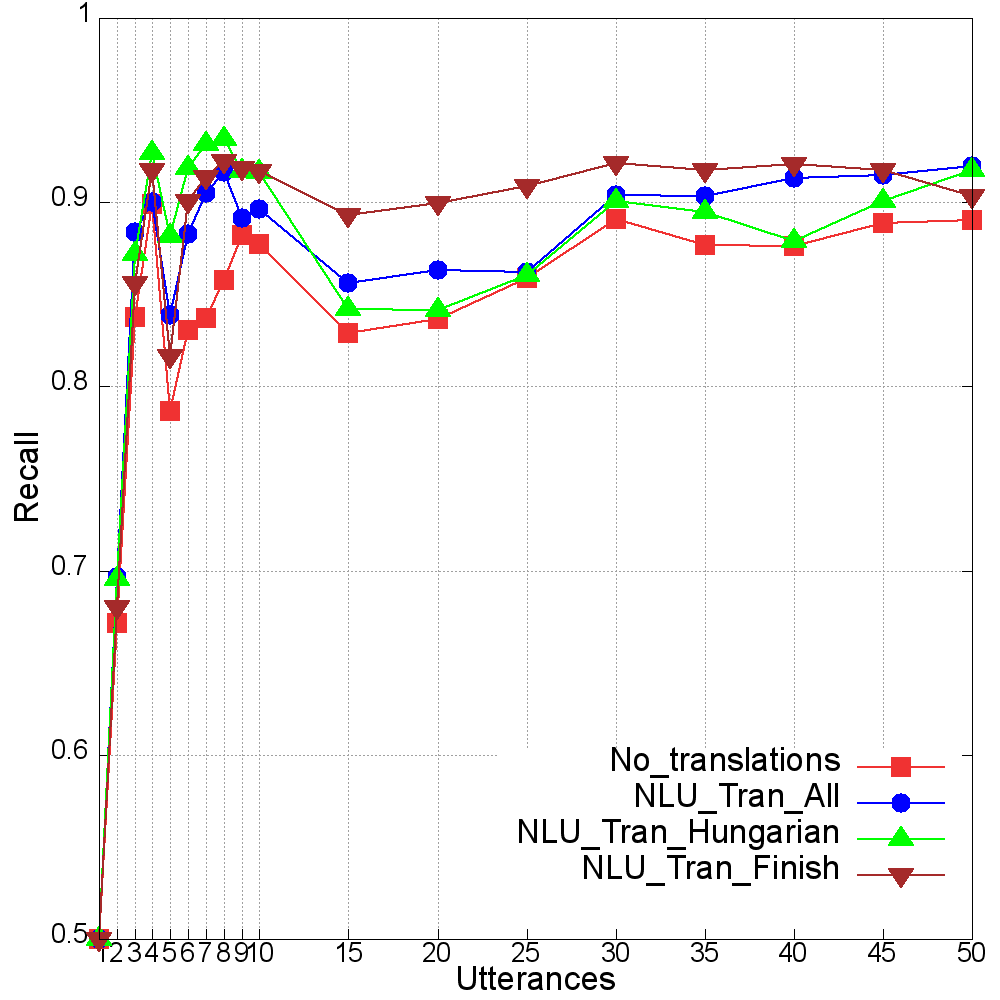 1
0.9
0.8
0.7
0.6
0.5
Recall
No_translations
NLU_Tran_All
NLU_Tran_Hungarian
NLU_Tran_Finish
1 2 3 4 5 6 7 8 9 10 15 20 25 30 35 40 45 50
Utterances